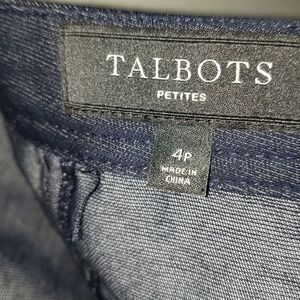 TALBOTS
PETITES
4P
MADE IN
CHINA